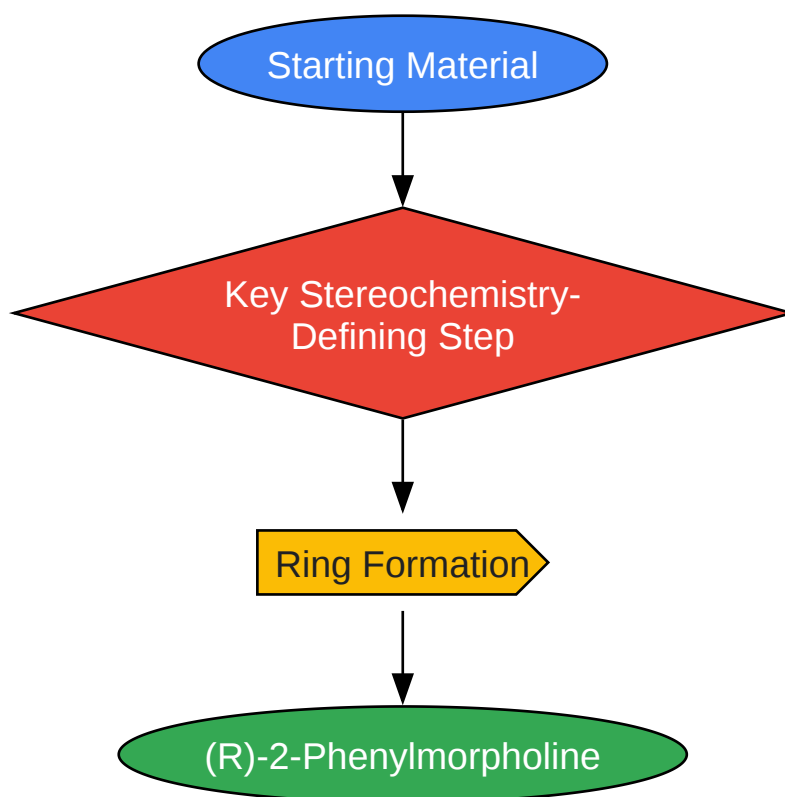 Starting Material
Key Stereochemistry-
Defining Step
Ring Formation
(R)-2-Phenylmorpholine